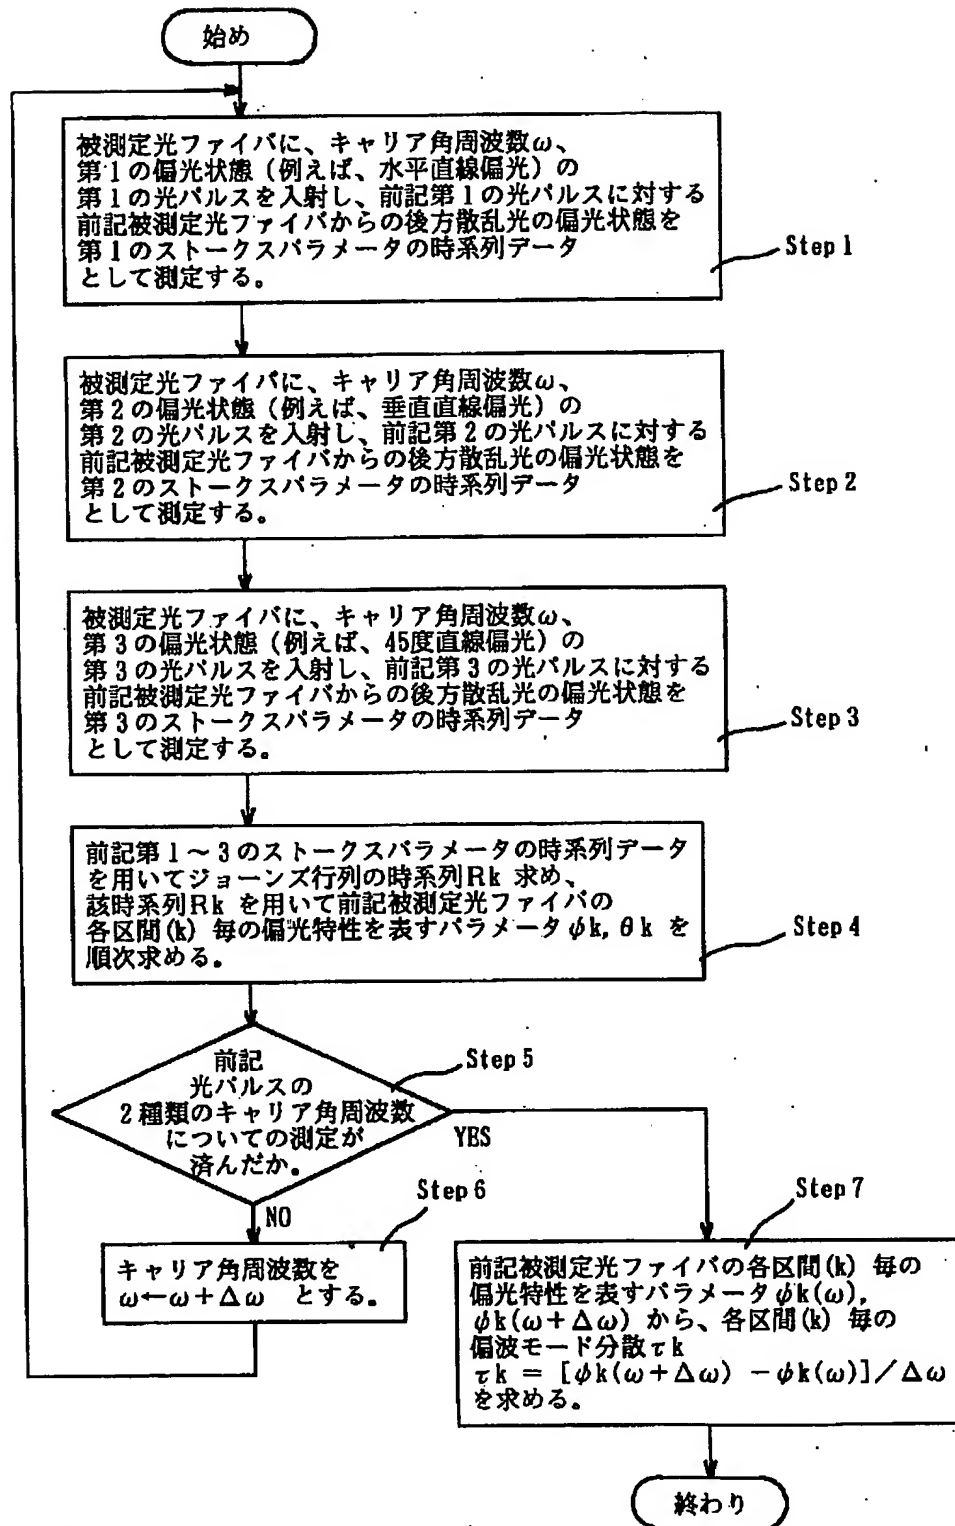 始め
被測定光ファイバに、キャリア角周波数ω、
第1の偏光状態（例えば、水平直線偏光）の
第1の光パルスを入射し、前記第1の光パルスに対する
前記被測定光ファイバからの後方散乱光の偏光状態を
第1のストークスパラメータの時系列データ
として測定する。
Step 1
被測定光ファイバに、キャリア角周波数ω、
第2の偏光状態（例えば、垂直直線偏光）の
第2の光パルスを入射し、前記第2の光パルスに対する
前記被測定光ファイバからの後方散乱光の偏光状態を
第2のストークスパラメータの時系列データ
として測定する。
Step 2
被測定光ファイバに、キャリア角周波数ω、
第3の偏光状態（例えば、45度直線偏光）の
第3の光パルスを入射し、前記第3の光パルスに対する
前記被測定光ファイバからの後方散乱光の偏光状態を
第3のストークスパラメータの時系列データ
として測定する。
Step 3
前記第1～3のストークスパラメータの時系列データ
を用いてジョーンズ行列の時系列Rk 求め、
該時系列Rk を用いて前記被測定光ファイバの
各区間(k) 毎の偏光特性を表すパラメータφk, θk を
順次求める。
Step 4
前記
光パルスの
2種類のキャリア角周波数
についての測定が
済んだか。
Step 5
YES
NO
Step 6
キャリア角周波数を
ω←ω＋Δω とする。
Step 7
前記被測定光ファイバの各区間(k) 毎の
偏光特性を表すパラメータφk(ω),
φk(ω＋Δω) から、各区間(k) 毎の
偏波モード分散τk
τk ＝ [φk(ω＋Δω) －φk(ω)]／Δω
を求める。
終わり